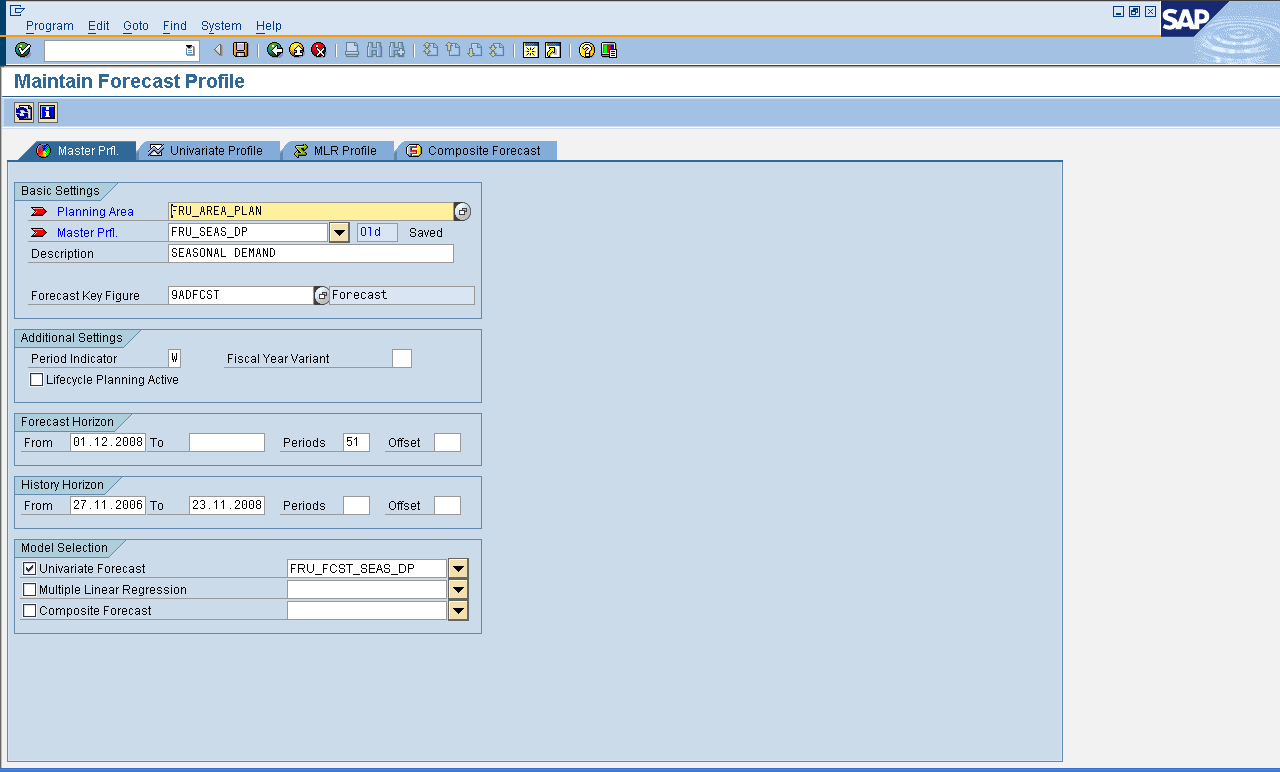 Program Edit Goto Find System Help
SAP
Maintain Forecast Profile
Master Prfl. Univariate Profile MLR Profile Composite Forecast
Basic Settings
Planning Area FRU_AREA_PLAN
Master Prfl. FRU_SEAS_DP Old Saved
Description SEASONAL DEMAND
Forecast Key Figure 9ADFCST Forecast
Additional Settings
Period Indicator W Fiscal Year Variant
Lifecycle Planning Active
Forecast Horizon
From 01.12.2008 To Periods 51 Offset
History Horizon
From 27.11.2006 To 23.11.2008 Periods Offset
Model Selection
Univariate Forecast FRU_FCST_SEAS_DP
Multiple Linear Regression
Composite Forecast